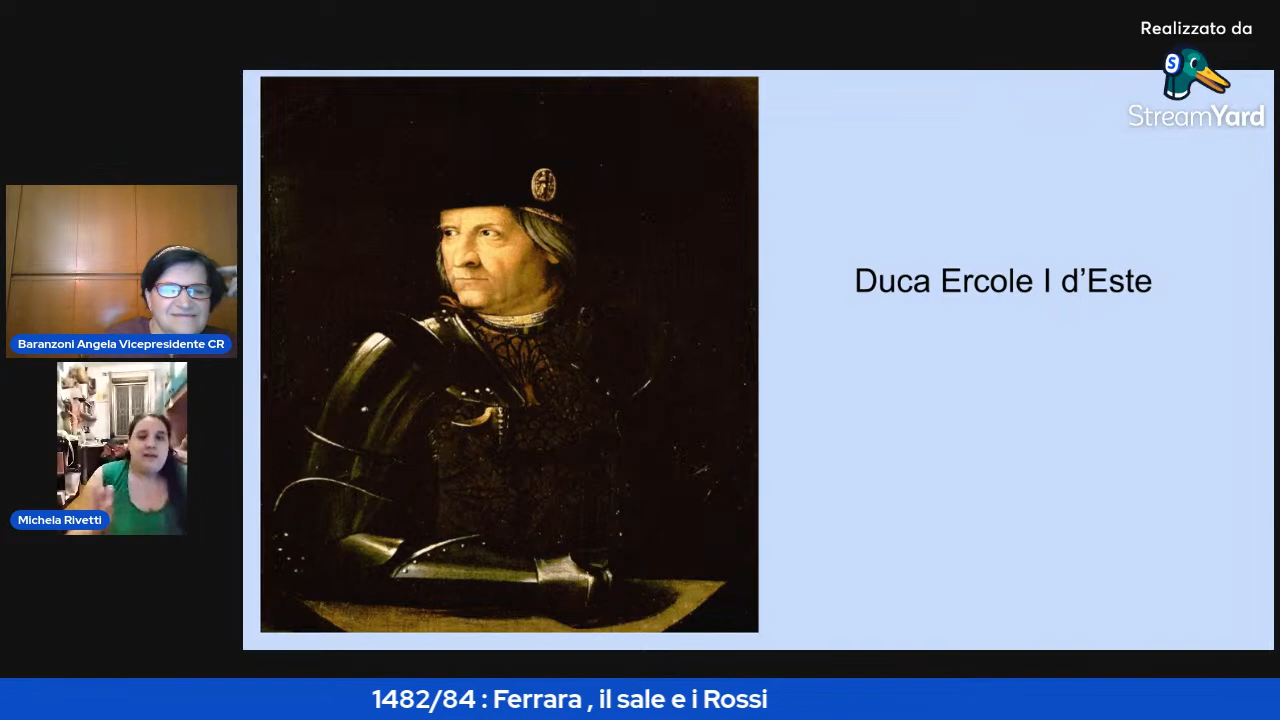 Realizzato da
StreamYard
Duca Ercole I d'Este
Baranzoni Angela Vicepresidente CR
Michela Rivetti
1482/84 : Ferrara , il sale e i Rossi